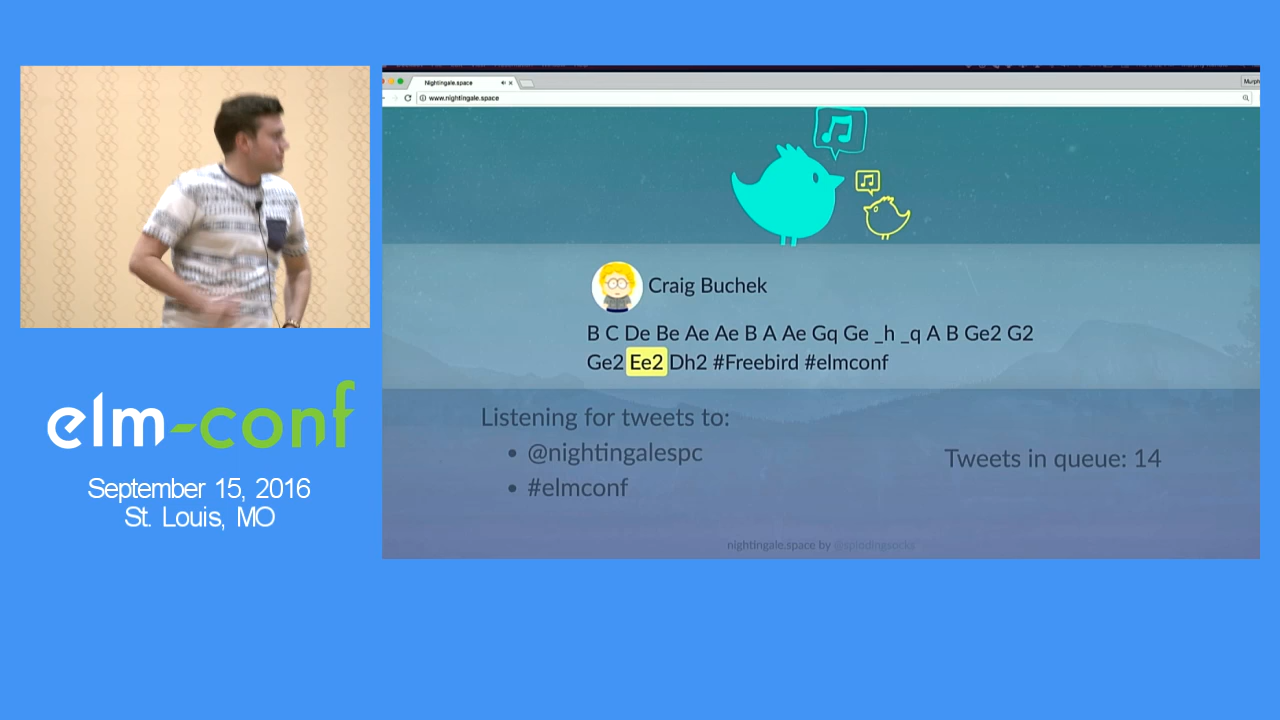 Nightingale.space
Murph
www.nightingale.space
Craig Buchek
B C De Be Ae Ae B A Ae Gq Ge _h _q A B Ge2 G2
Ge2 Ee2 Dh2 #Freebird #elmconf
Listening for tweets to:
• @nightingalespc
• #elmconf
Tweets in queue: 14
nightingale.space by @splodingsocks
elm-conf
September 15, 2016
St. Louis, MO